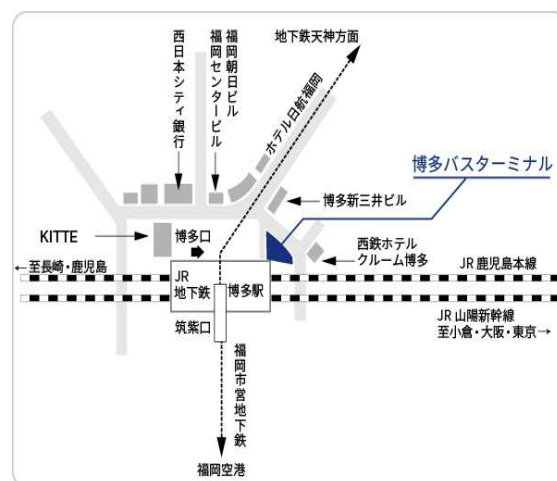 地下鉄天神方面
福岡朝日ビル
福岡センタービル
西日本シティ銀行
ホテル日航福岡
博多バスターミナル
博多新三井ビル
KITTE
博多口
西鉄ホテル
クルーム博多
←至長崎・鹿児島
JR
地下鉄
博多駅
JR 鹿児島本線
筑紫口
JR 山陽新幹線
至小倉・大阪・東京→
福岡市営地下鉄
福岡空港